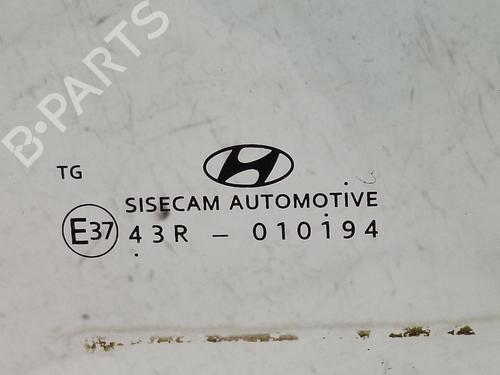 B-PARTS
TG
SISECAM AUTOMOTIVE
E37 43R - 010194